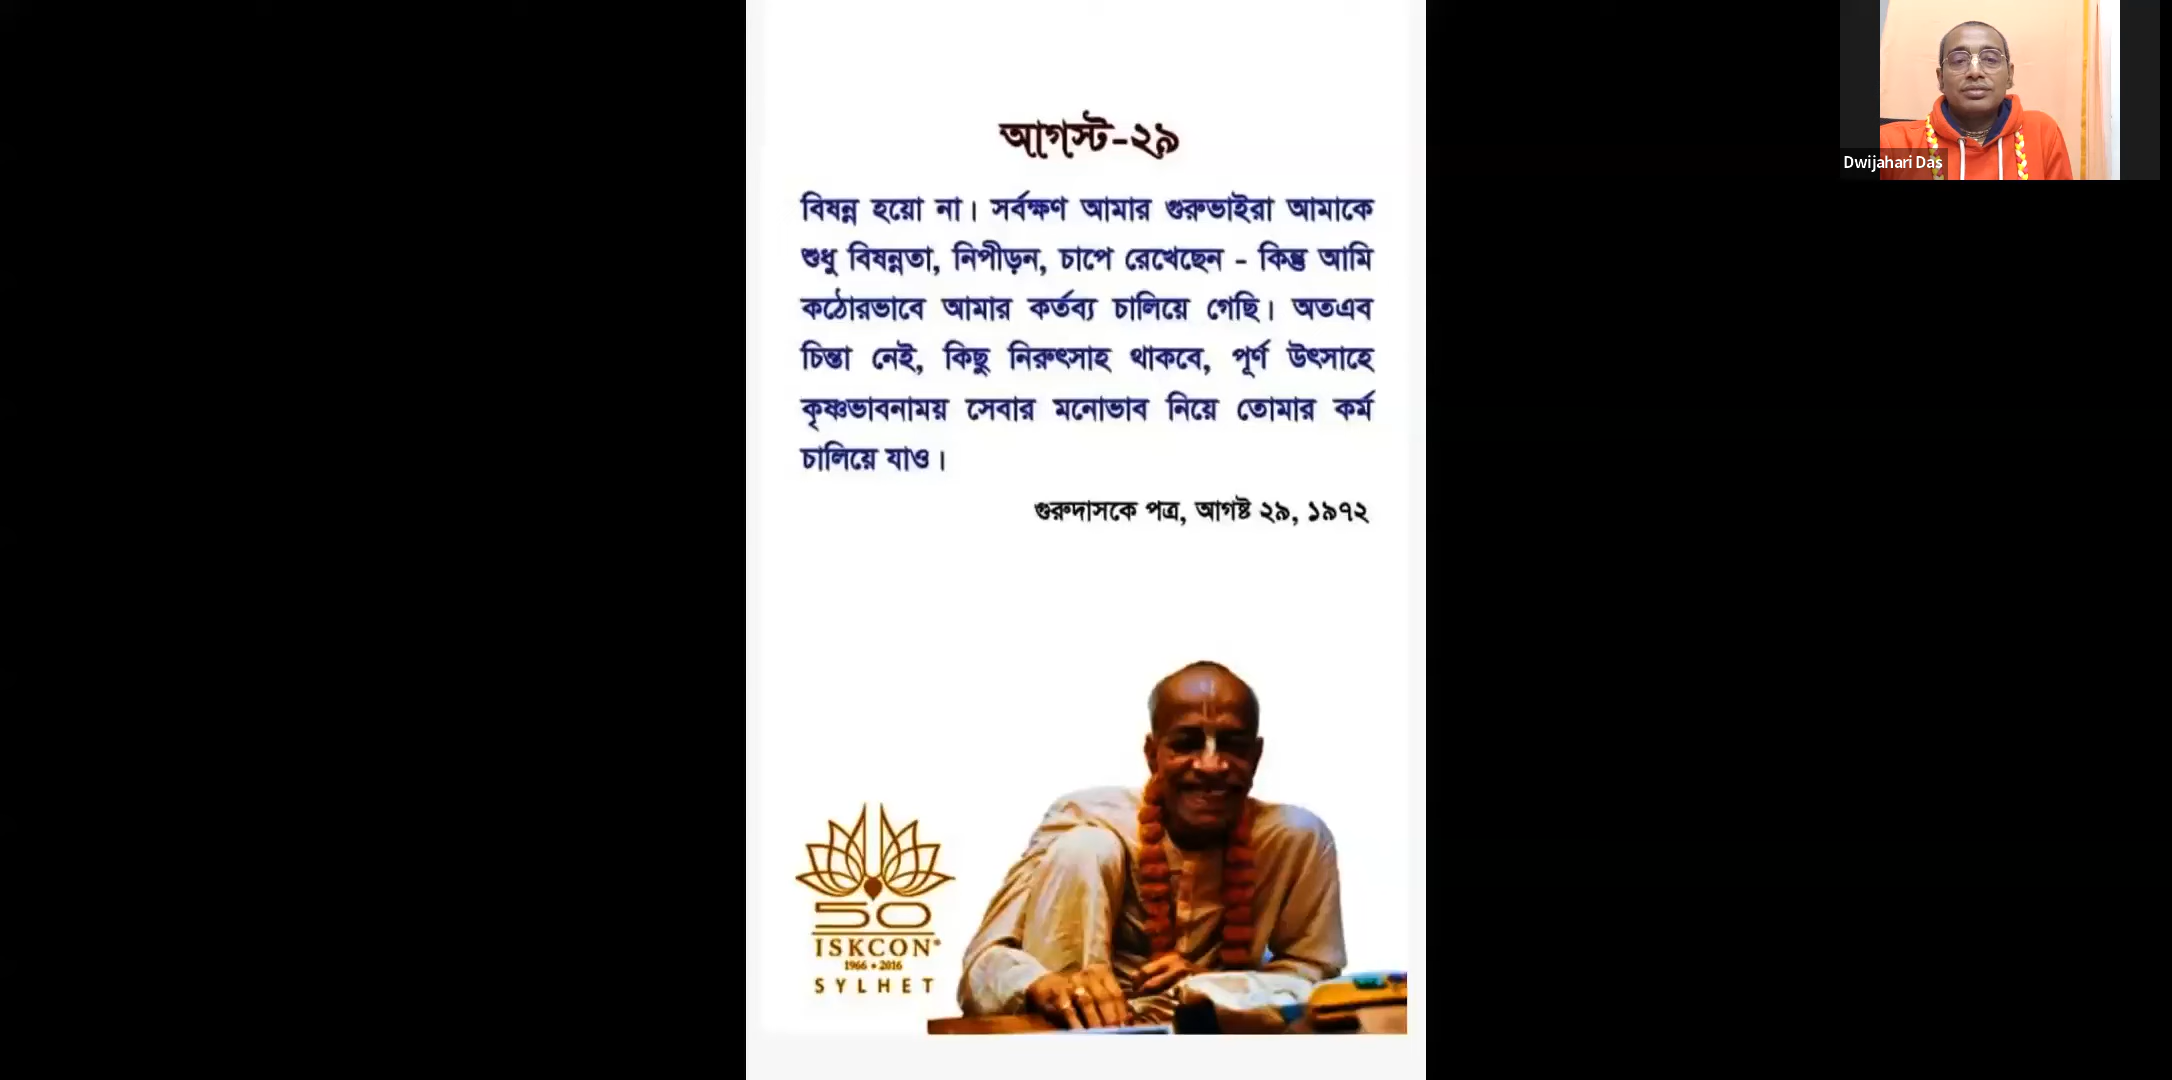 আগস্ট-২৯
বিষন্ন হয়ো না। সর্বক্ষণ আমার গুরুভাইরা আমাকে
শুধু বিষন্নতা, নিপীড়ন, চাপে রেখেছেন - কিন্তু আমি
কঠোরভাবে আমার কর্তব্য চালিয়ে গেছি। অতএব
চিন্তা নেই, কিছু নিরুৎসাহ থাকবে, পূর্ণ উৎসাহে
কৃষ্ণভাবনাময় সেবার মনোভাব নিয়ে তোমার কর্ম
চালিয়ে যাও।
গুরুদাসকে পত্র, আগষ্ট ২৯, ১৯৭২
50
ISKCON®
1966 • 2016
SYLHET
Dwijahari Das